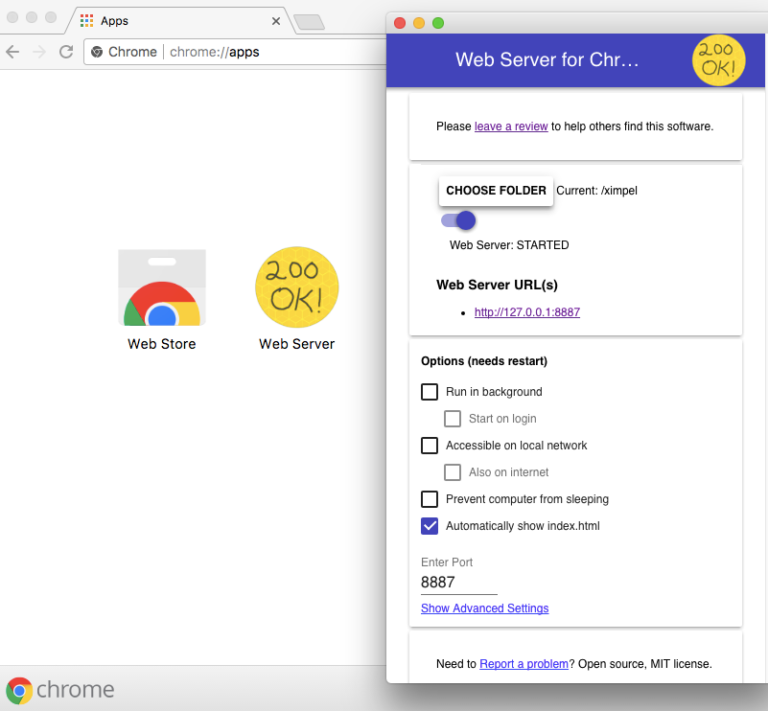 Apps
Chrome
chrome://apps
200
OK!
Web Store
Web Server
chrome
Web Server for Chr…
200
OK!
Please leave a review to help others find this software.
CHOOSE FOLDER Current: /ximpel
Web Server: STARTED
Web Server URL(s)
• http://127.0.0.1:8887
Options (needs restart)
Run in background
Start on login
Accessible on local network
Also on internet
Prevent computer from sleeping
Automatically show index.html
Enter Port
8887
Show Advanced Settings
Need to Report a problem? Open source, MIT license.